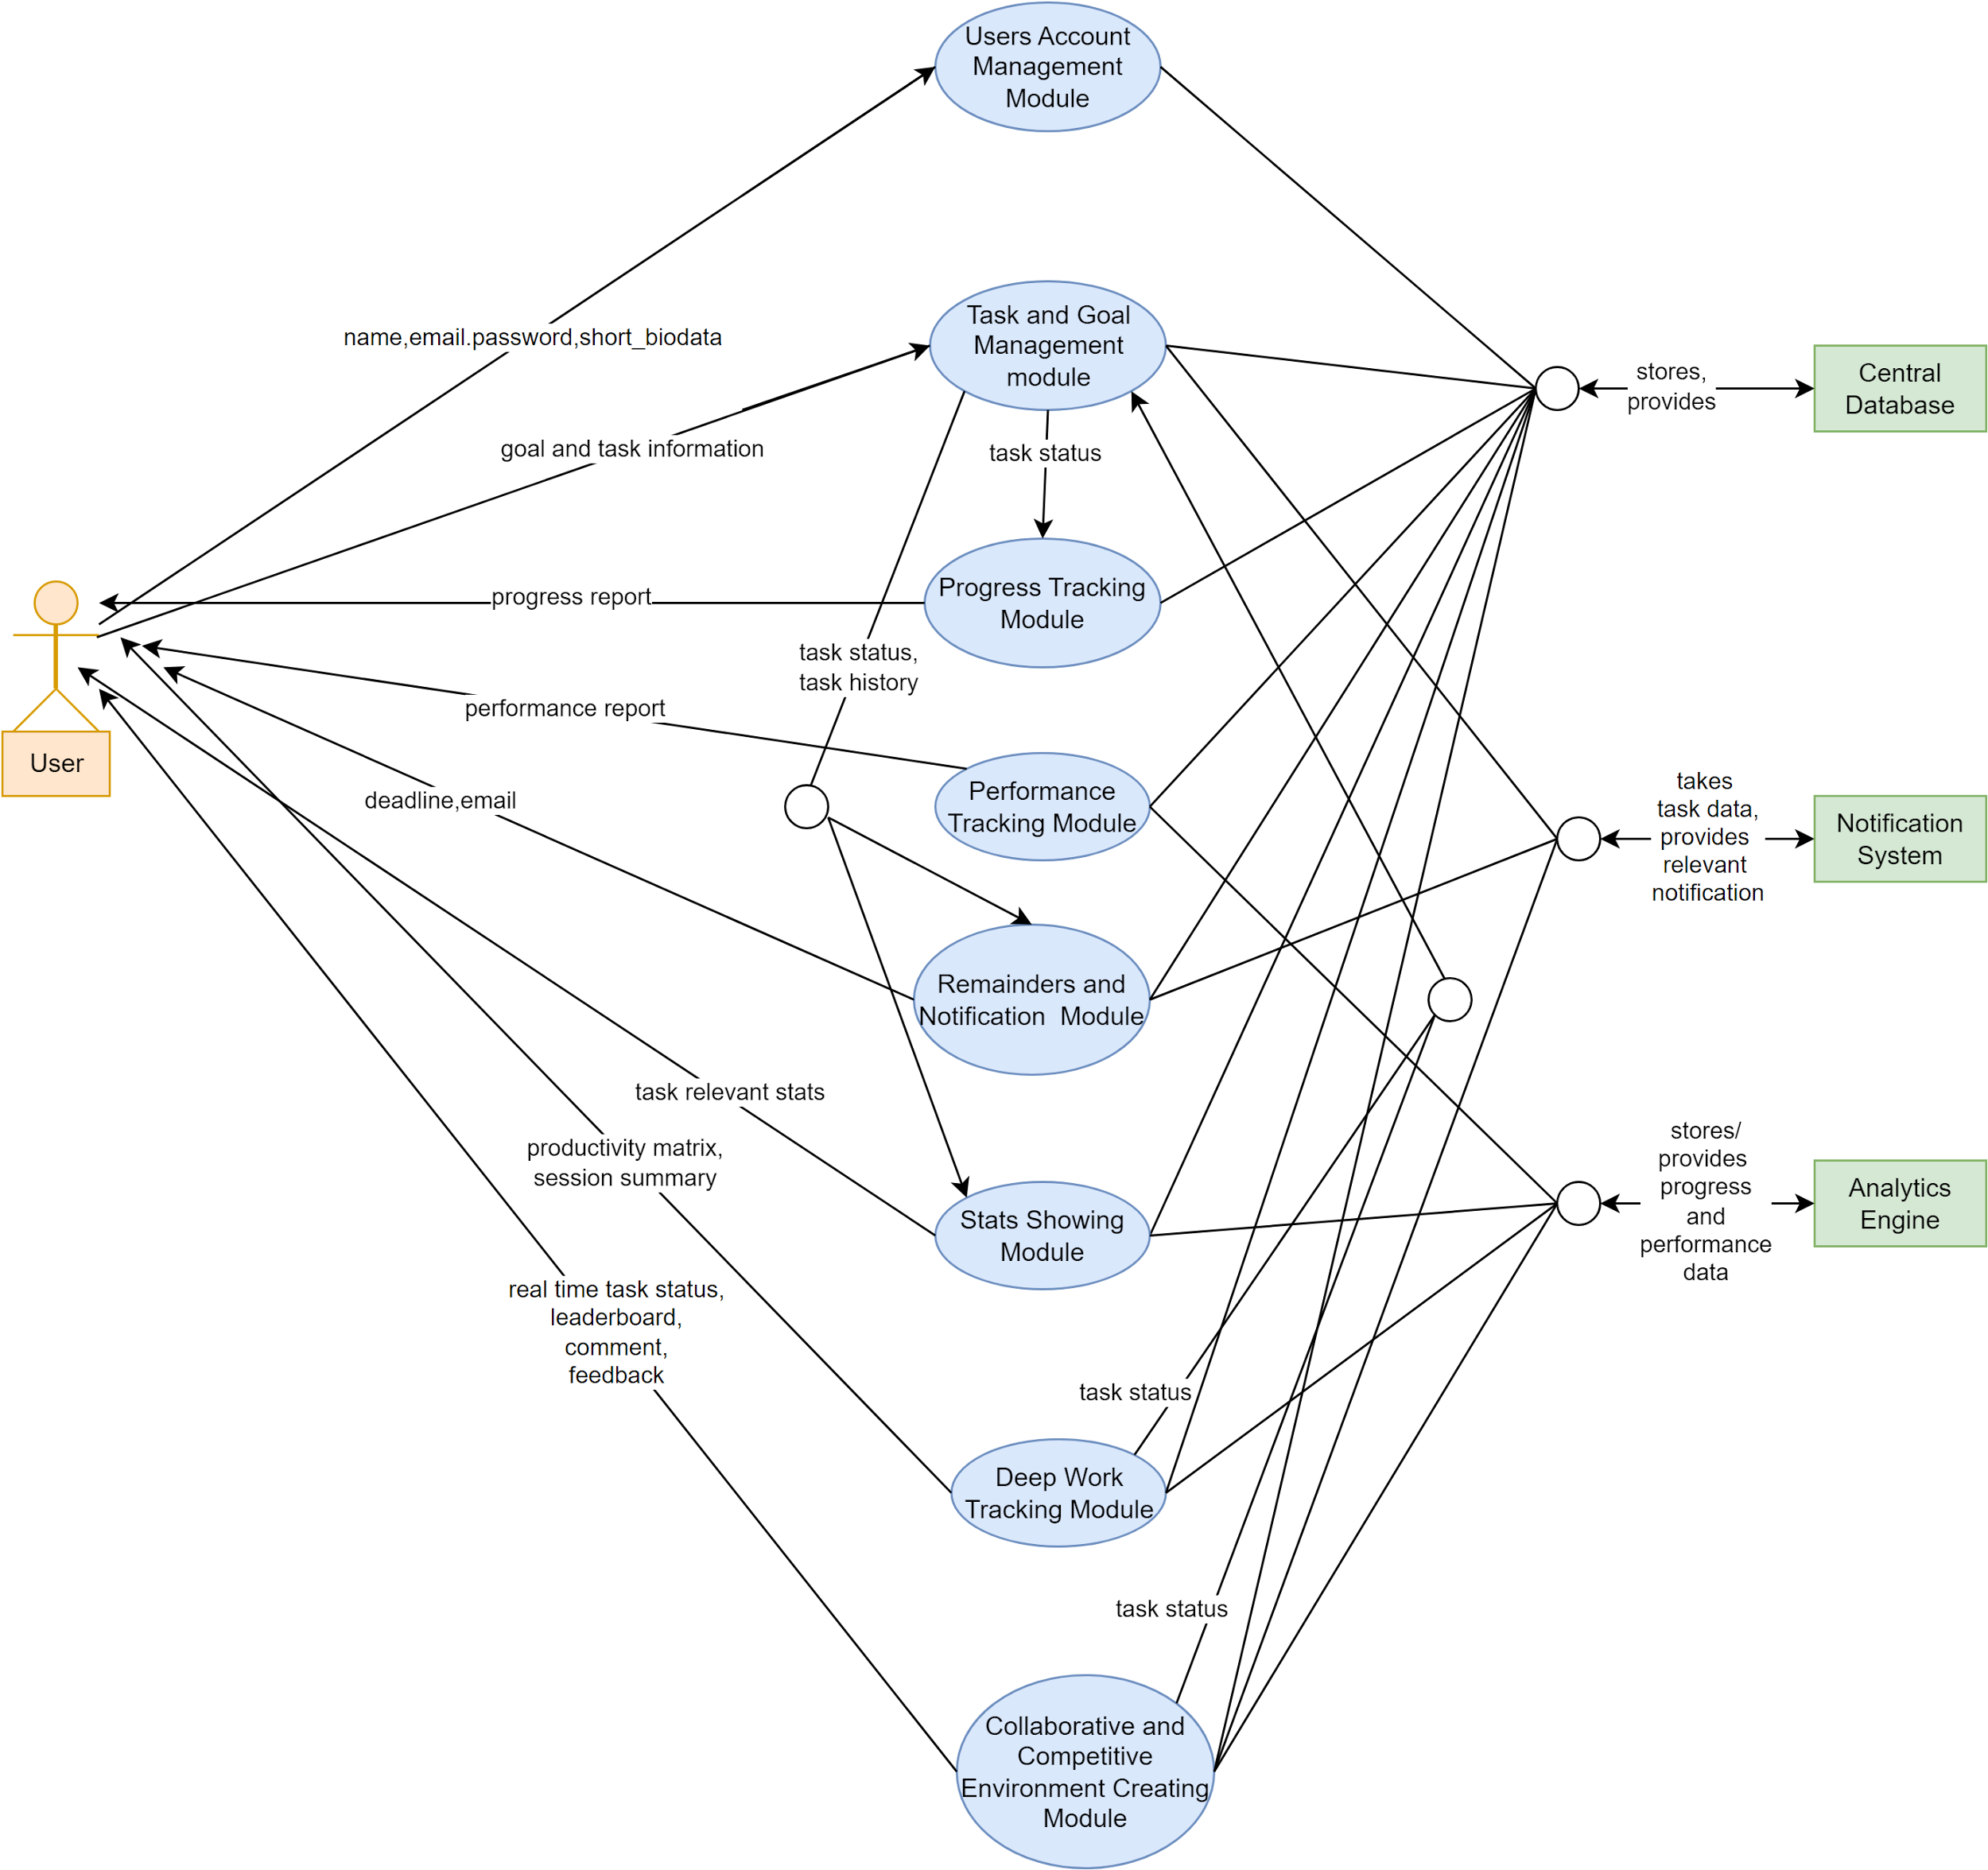 Users Account
Management
Module
name,email.password,short_biodata
Task and Goal
Management
module
stores,
provides
Central
Database
goal and task information
task status
progress report
Progress Tracking
Module
task status,
task history
performance report
User
deadline,email
Performance
Tracking Module
takes
task data,
provides
relevant
notification
Notification
System
Remainders and
Notification  Module
task relevant stats
productivity matrix,
session summary
stores/
provides
progress
and
performance
data
Analytics
Engine
Stats Showing
Module
real time task status,
leaderboard,
comment,
feedback
task status
Deep Work
Tracking Module
task status
Collaborative and
Competitive
Environment Creating
Module